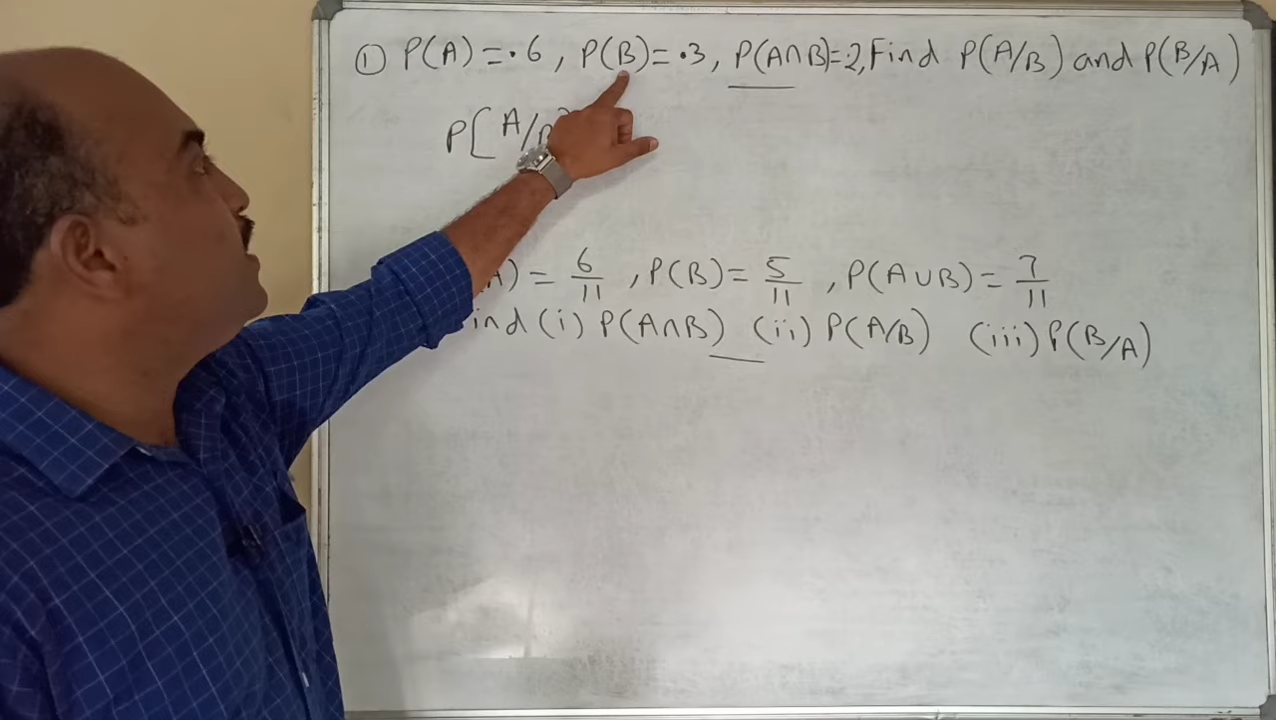 ① P(A) = .6 , P(B) = .3 , P(A∩B)=2, Find P(A/B) and P(B/A)
P[A/
A) = 6/11 , P(B) = 5/11 , P(A∪B) = 7/11
ind (i) P(A∩B) (ii) P(A/B) (iii) P(B/A)